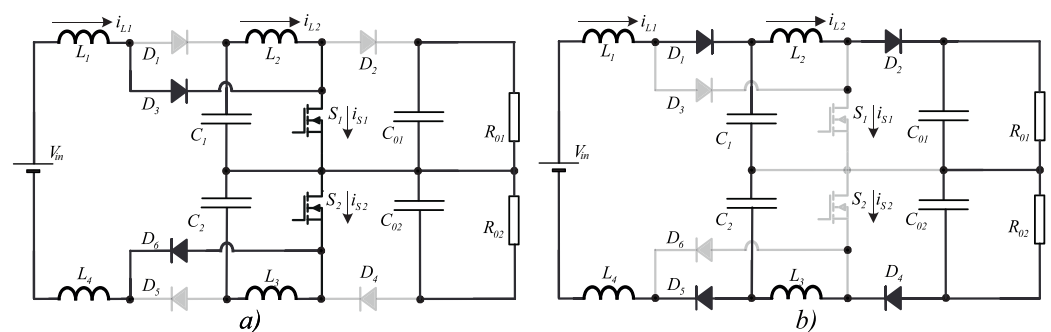 i_L1
i_L2
L_1
D_1
L_2
D_2
D_3
S_1
i_S1
C_1
C_01
R_01
V_in
S_2
i_S2
C_2
C_02
R_02
D_6
L_4
D_5
L_3
D_4
a)
i_L1
i_L2
L_1
D_1
L_2
D_2
D_3
S_1
i_S1
C_1
C_01
R_01
V_in
S_2
i_S2
C_2
C_02
R_02
D_6
L_4
D_5
L_3
D_4
b)